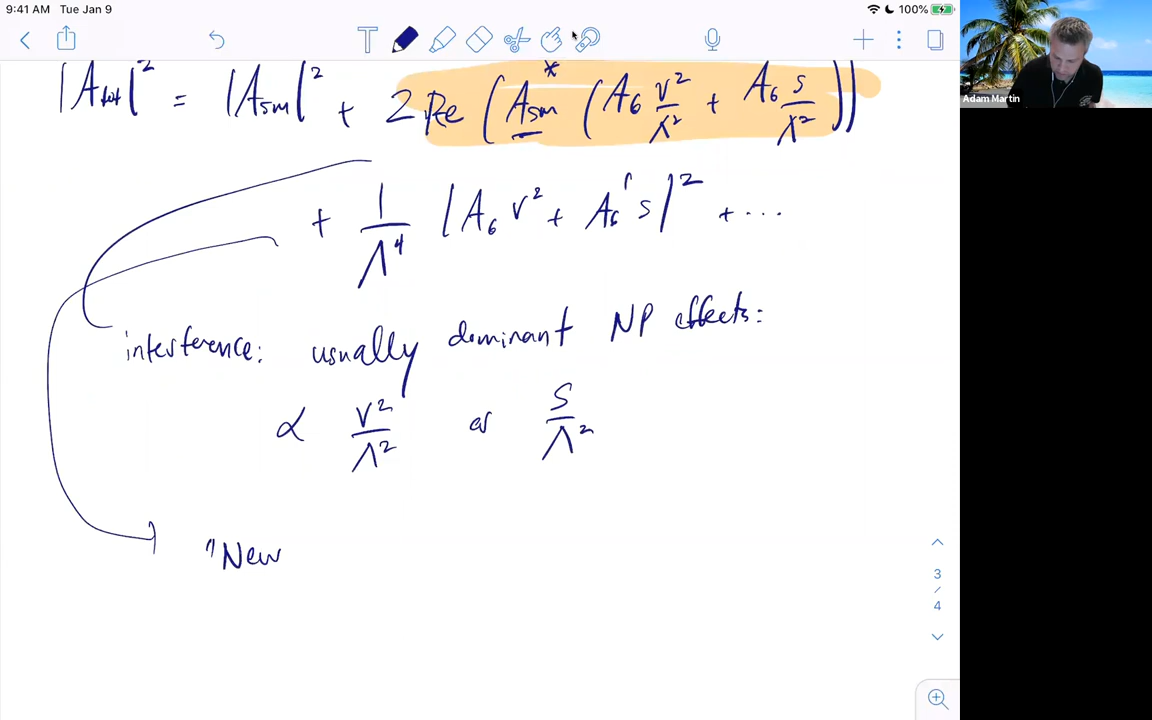 9:41 AM Tue Jan 9
100%
T
Adam Martin
|A_tot|^2 = |A_sm|^2 + 2 Re (A_sm^* (A_6 v^2/Λ^2 + A_6 s/Λ^2))
+ 1/Λ^4 |A_6 v^2 + A_6' s|^2 + ...
interference: usually dominant NP effects:
∝ v^2/Λ^2 or s/Λ^2
"New
3
/
4